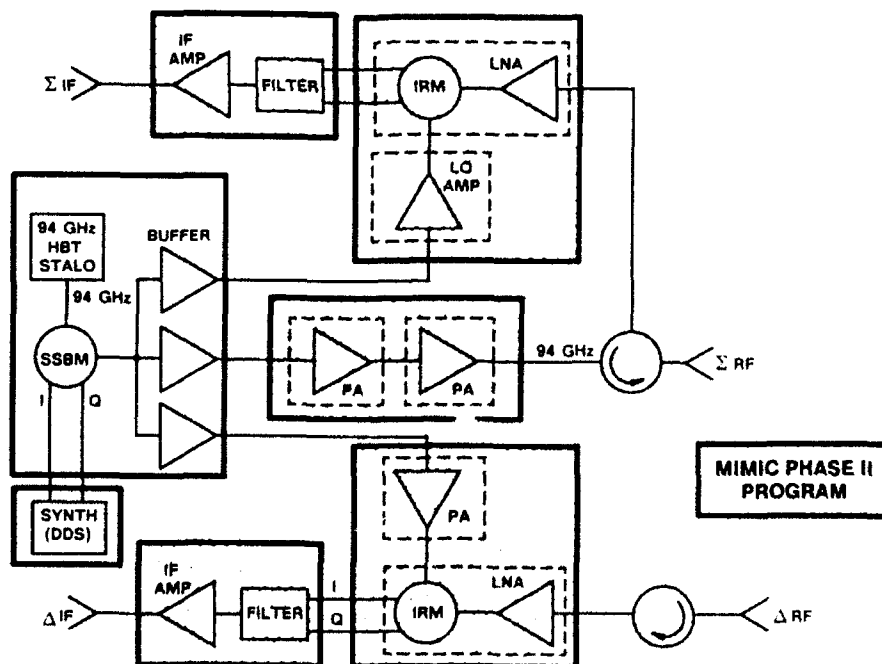 IF
AMP
FILTER
Σ IF
IRM
LNA
LO
AMP
94 GHz
HBT
STALO
BUFFER
94 GHz
SSBM
I
Q
PA
PA
94 GHz
Σ RF
SYNTH
(DDS)
MIMIC PHASE II
PROGRAM
PA
IF
AMP
FILTER
I
Q
IRM
LNA
Δ IF
Δ RF